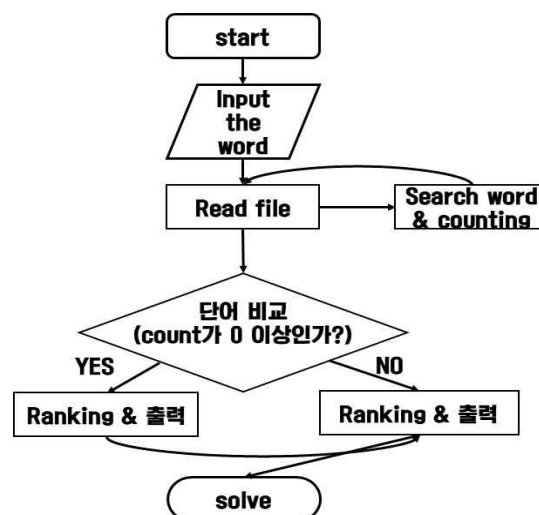 start
Input
the
word
Read file
Search word
& counting
단어 비교
(count가 0 이상인가?)
YES
NO
Ranking & 출력
Ranking & 출력
solve